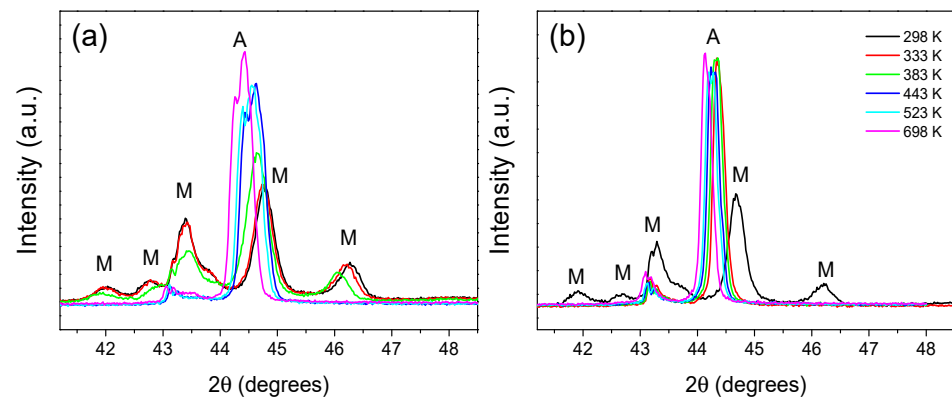 (a)
A
M
M
M
M
M
Intensity (a.u.)
42 43 44 45 46 47 48
2θ (degrees)
(b)
A
M
M
M
M
M
298 K
333 K
383 K
443 K
523 K
698 K
Intensity (a.u.)
42 43 44 45 46 47 48
2θ (degrees)